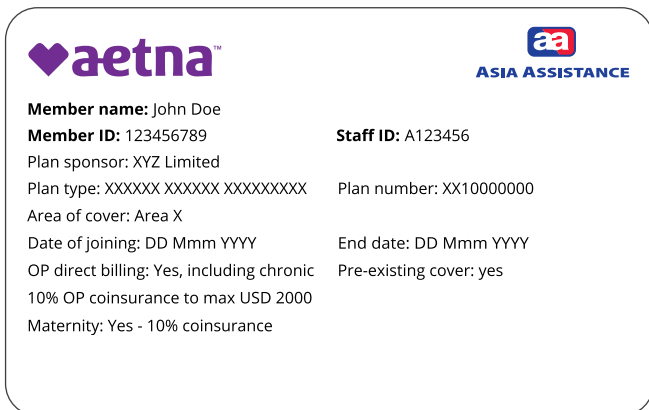 aetna™
aa
ASIA ASSISTANCE
Member name: John Doe
Member ID: 123456789 Staff ID: A123456
Plan sponsor: XYZ Limited
Plan type: XXXXXX XXXXXX XXXXXXXXX Plan number: XX10000000
Area of cover: Area X
Date of joining: DD Mmm YYYY End date: DD Mmm YYYY
OP direct billing: Yes, including chronic Pre-existing cover: yes
10% OP coinsurance to max USD 2000
Maternity: Yes - 10% coinsurance